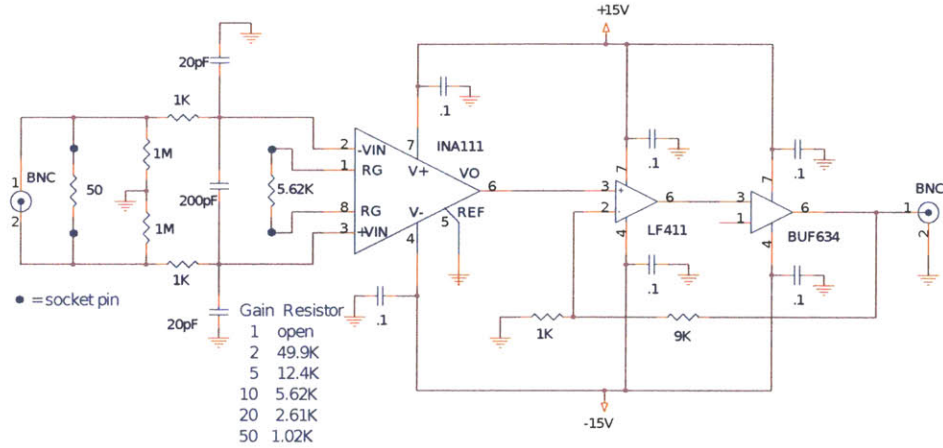 +15V
20pF
1K
.1
INA111
7
2
-VIN
1
RG
V+
VO
6
BNC
1
2
50
1M
1M
200pF
5.62K
8
RG
3
+VIN
V-
4
5
REF
1K
20pF
.1
● = socket pin
Gain Resistor
1 open
2 49.9K
5 12.4K
10 5.62K
20 2.61K
50 1.02K
.1
7
3
+
2
-
6
4
LF411
.1
1K
9K
.1
7
3
1
6
4
BUF634
.1
BNC
1
2
-15V